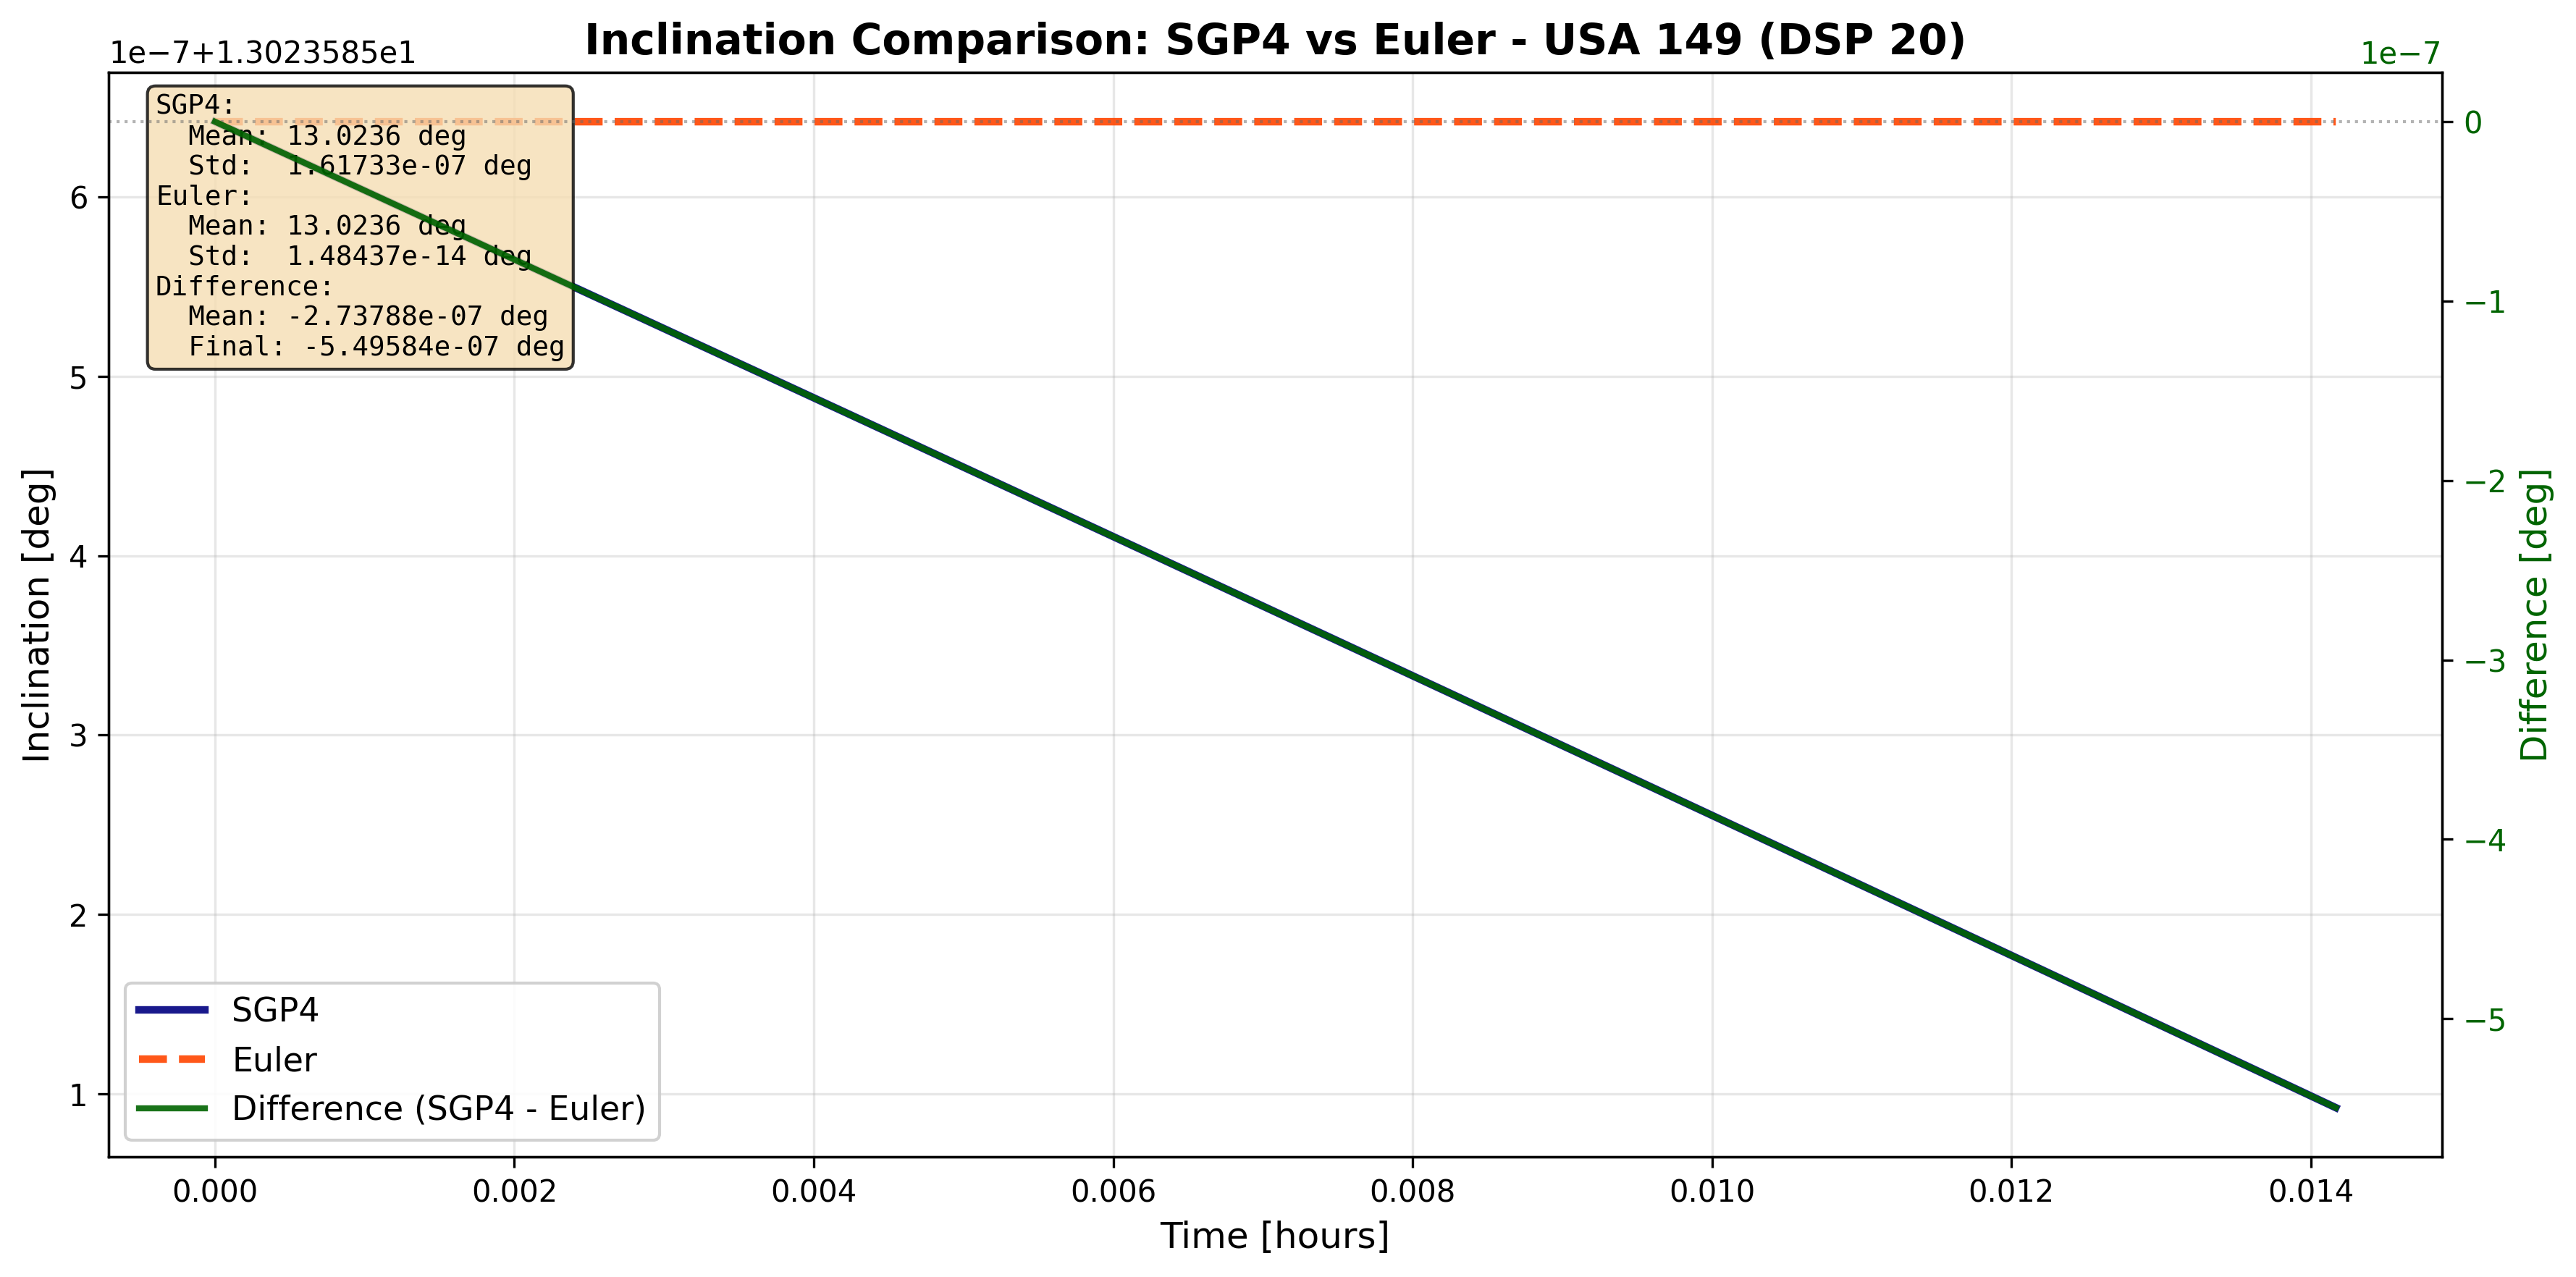 Inclination Comparison: SGP4 vs Euler - USA 149 (DSP 20)
1e−7+1.3023585e1
1e−7
SGP4:
Mean: 13.0236 deg
Std: 1.61733e-07 deg
Euler:
Mean: 13.0236 deg
Std: 1.48437e-14 deg
Difference:
Mean: -2.73788e-07 deg
Final: -5.49584e-07 deg
6
5
4
3
2
1
Inclination [deg]
0
−1
−2
−3
−4
−5
Difference [deg]
SGP4
Euler
Difference (SGP4 - Euler)
0.000
0.002
0.004
0.006
0.008
0.010
0.012
0.014
Time [hours]